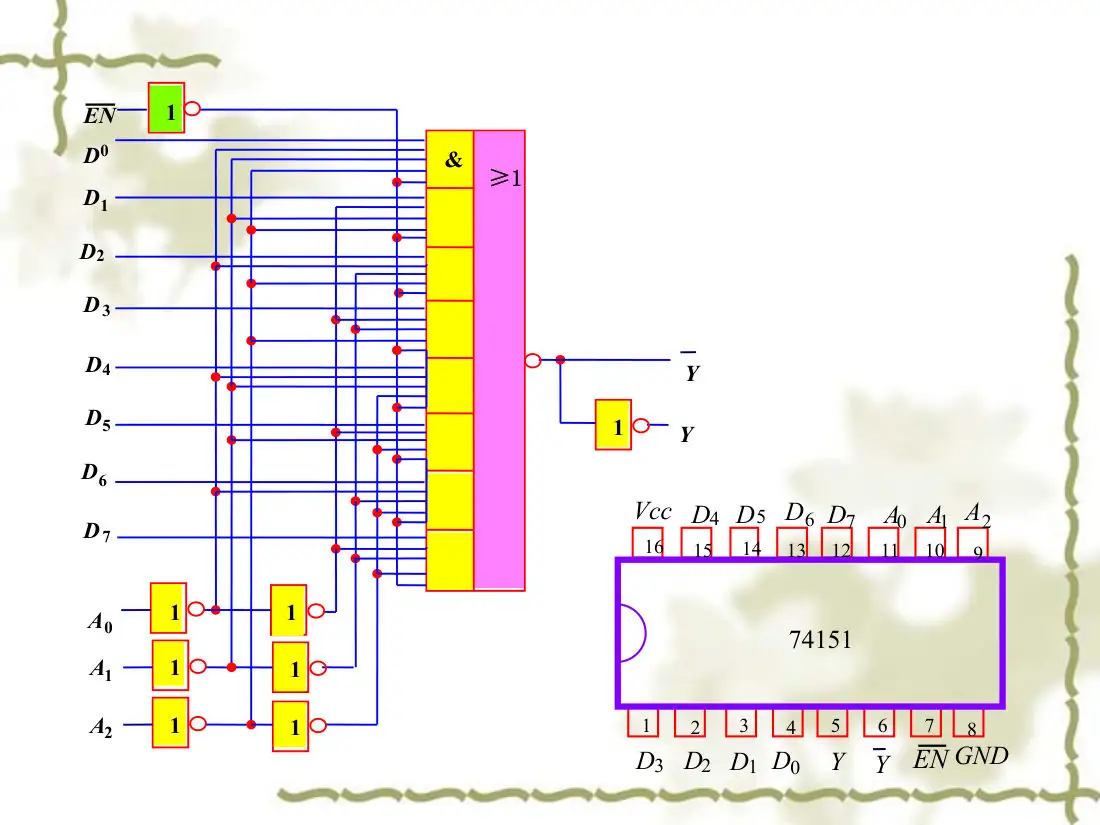 E̅N̅ 1
D⁰
&
≥1
D₁
D₂
D₃
D₄
Y̅
D₅
1 Y
D₆
D₇
A₀ 1 1
A₁ 1 1
A₂ 1 1
Vcc D₄ D₅ D₆ D₇ A₀ A₁ A₂
16 15 14 13 12 11 10 9
74151
1 2 3 4 5 6 7 8
D₃ D₂ D₁ D₀ Y Y̅ E̅N̅ GND